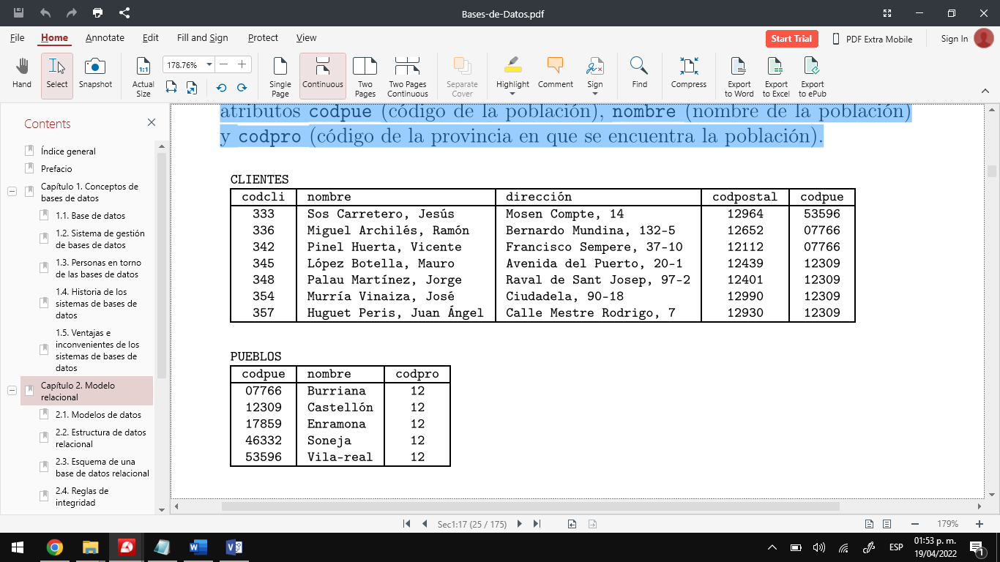 Bases-de-Datos.pdf
File Home Annotate Edit Fill and Sign Protect View Start Trial PDF Extra Mobile Sign In
Hand Select Snapshot Actual Size 178.76% Single Page Continuous Two Pages Two Pages Continuous Separate Cover Highlight Comment Sign Find Compress Export to Word Export to Excel Export to ePub
Contents
Índice general
Prefacio
Capítulo 1. Conceptos de
bases de datos
1.1. Base de datos
1.2. Sistema de gestión
de bases de datos
1.3. Personas en torno
de las bases de datos
1.4. Historia de los
sistemas de bases de
datos
1.5. Ventajas e
inconvenientes de los
sistemas de bases de
datos
Capítulo 2. Modelo
relacional
2.1. Modelos de datos
2.2. Estructura de datos
relacional
2.3. Esquema de una
base de datos relacional
2.4. Reglas de
integridad
atributos codpue (código de la población), nombre (nombre de la población)
y codpro (código de la provincia en que se encuentra la población).
CLIENTES
codcli nombre dirección codpostal codpue
333 Sos Carretero, Jesús Mosen Compte, 14 12964 53596
336 Miguel Archilés, Ramón Bernardo Mundina, 132-5 12652 07766
342 Pinel Huerta, Vicente Francisco Sempere, 37-10 12112 07766
345 López Botella, Mauro Avenida del Puerto, 20-1 12439 12309
348 Palau Martínez, Jorge Raval de Sant Josep, 97-2 12401 12309
354 Murría Vinaiza, José Ciudadela, 90-18 12990 12309
357 Huguet Peris, Juan Ángel Calle Mestre Rodrigo, 7 12930 12309
PUEBLOS
codpue nombre codpro
07766 Burriana 12
12309 Castellón 12
17859 Enramona 12
46332 Soneja 12
53596 Vila-real 12
Sec1:17 (25 / 175) 179%
ESP 01:53 p. m.
19/04/2022 1